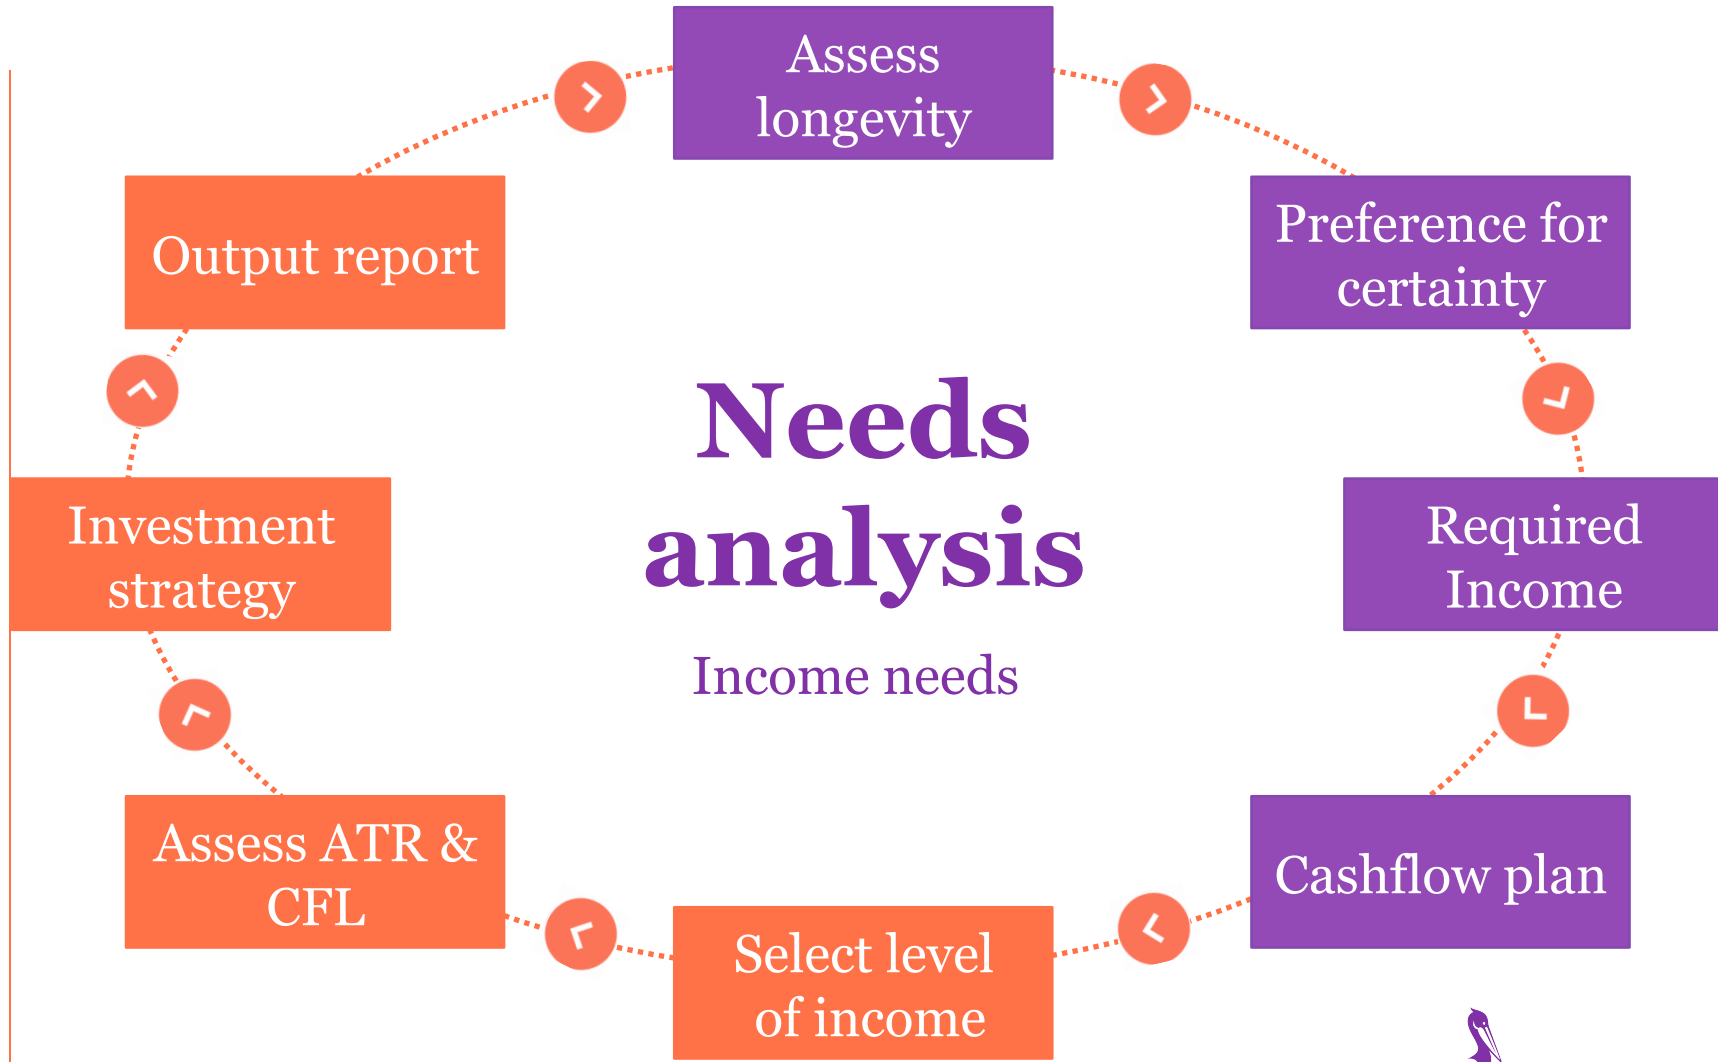 Assess
longevity
Preference for
certainty
Required
Income
Cashflow plan
Select level
of income
Assess ATR &
CFL
Investment
strategy
Output report
Needs
analysis
Income needs